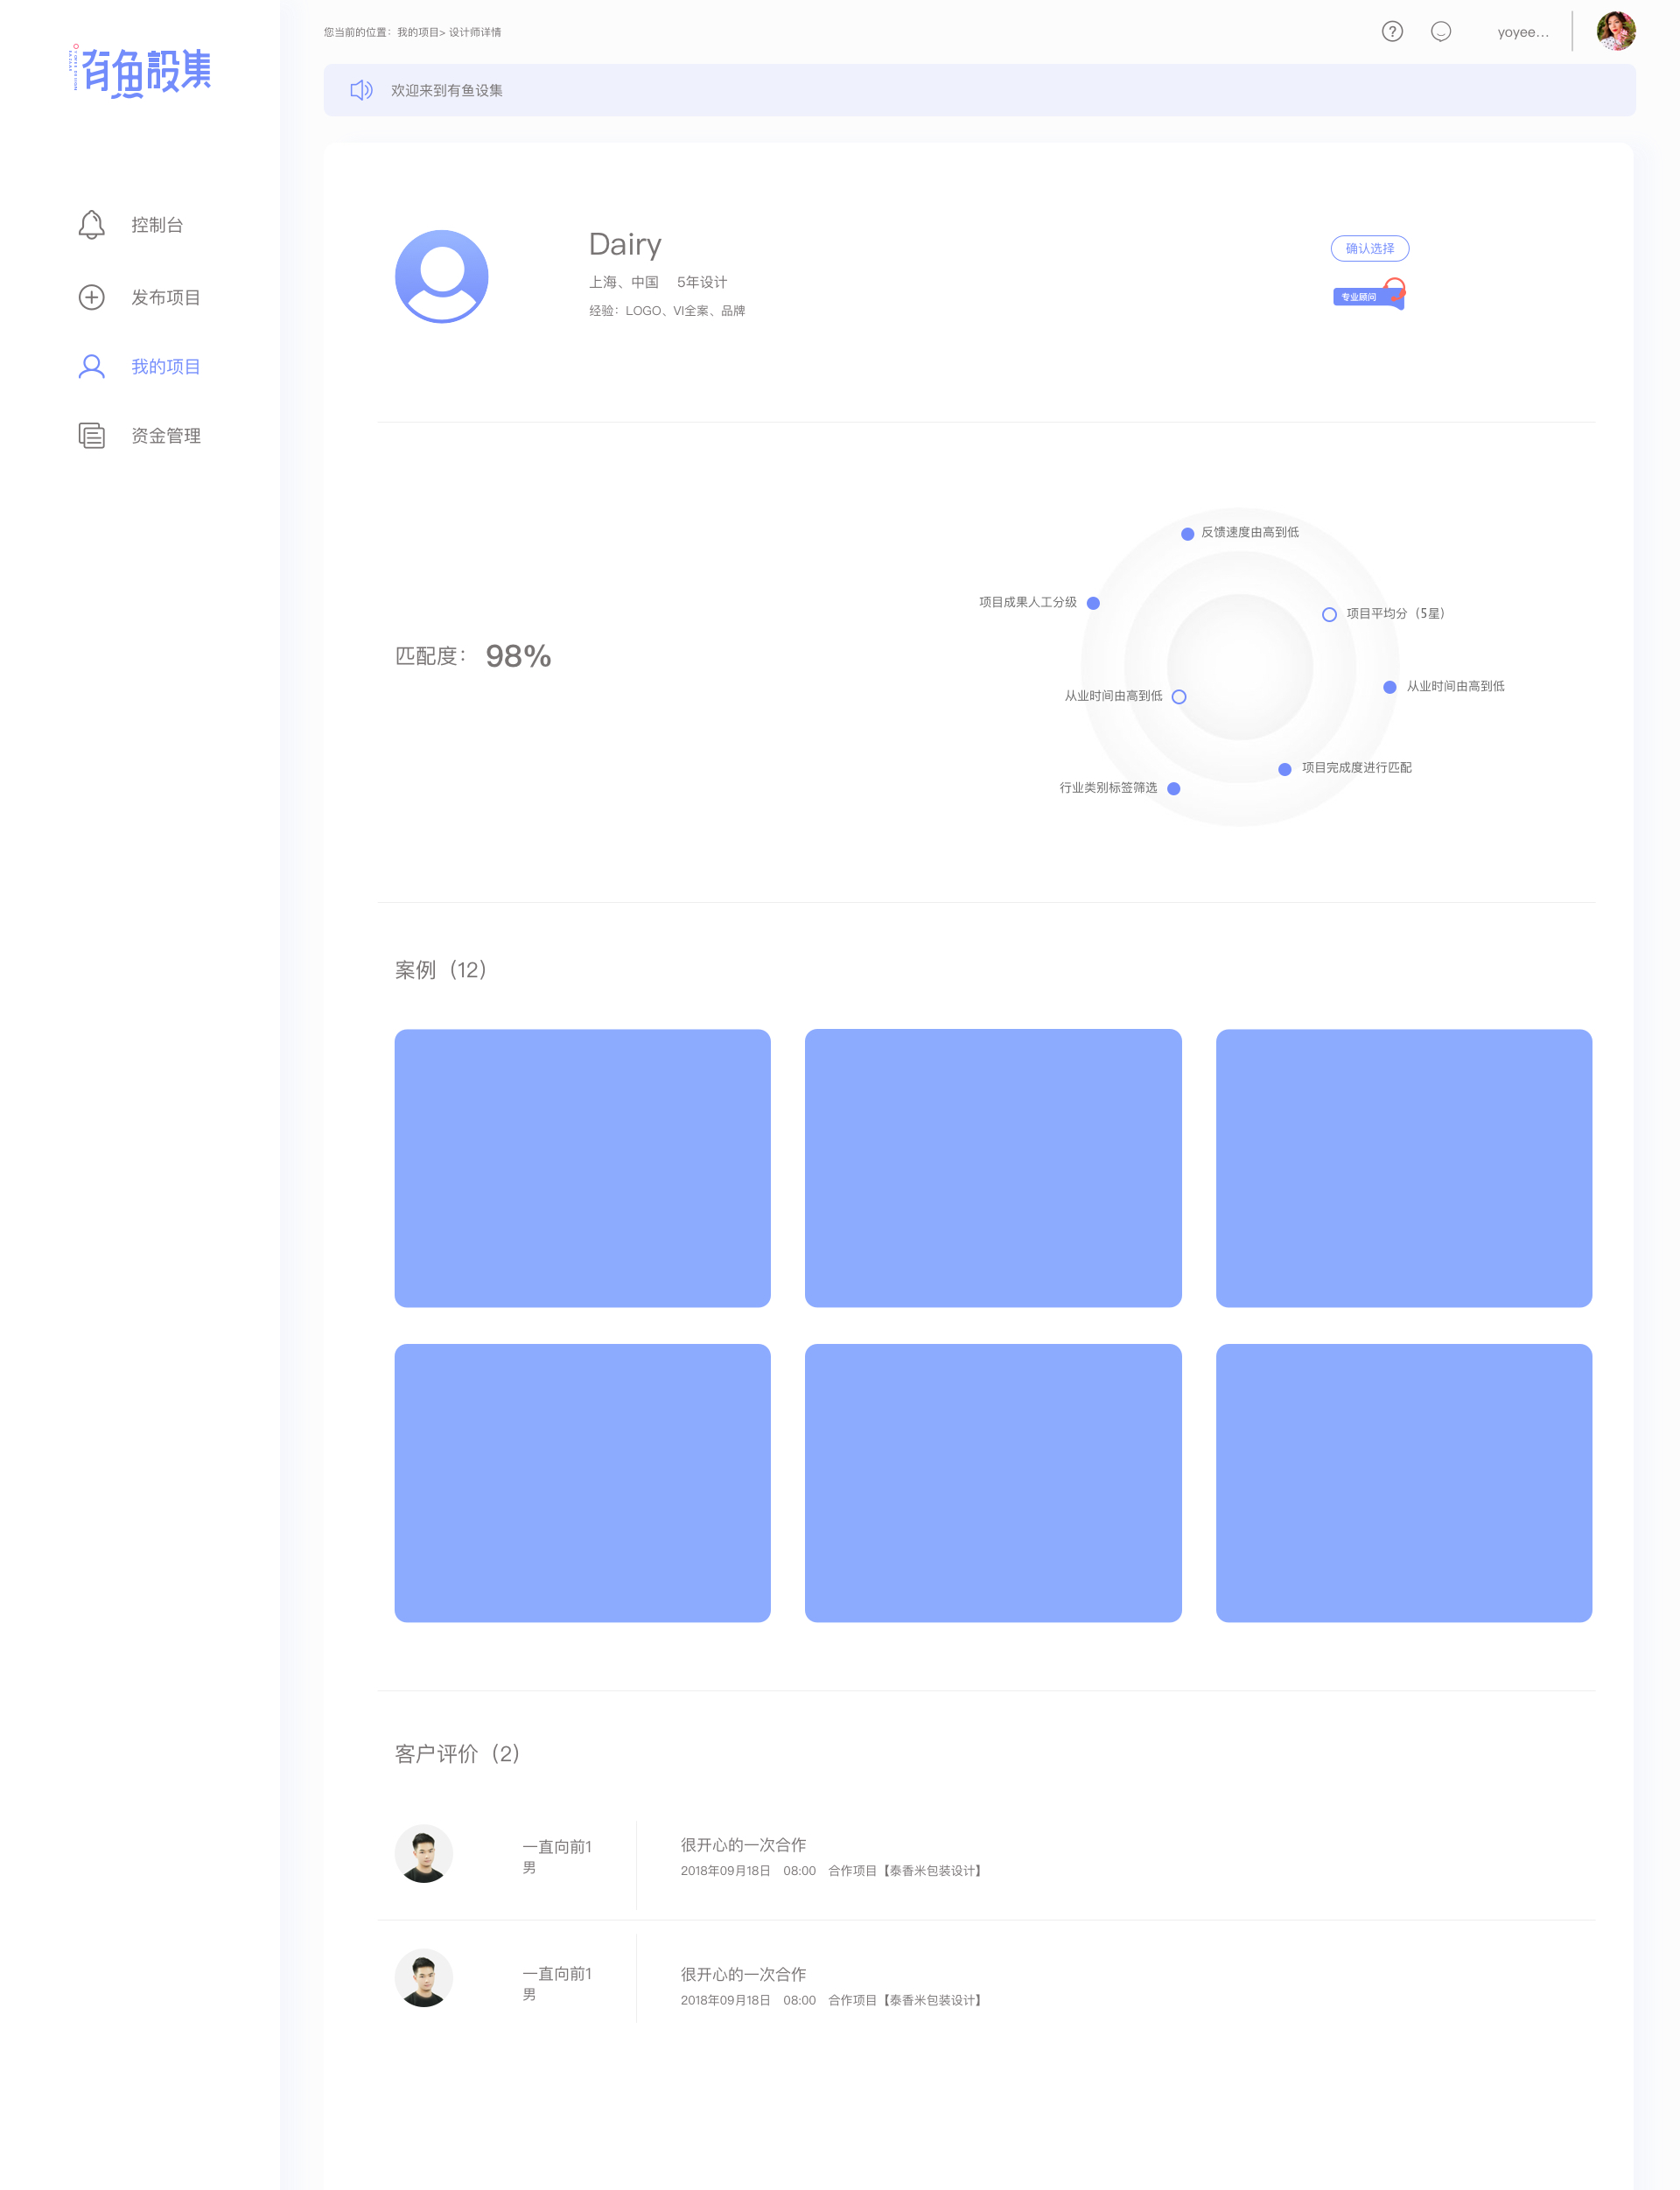 有鱼設集
您当前的位置：我的项目> 设计师详情
yoyee...
欢迎来到有鱼设集
控制台
发布项目
我的项目
资金管理
Dairy
上海、中国 5年设计
经验：LOGO、VI全案、品牌
确认选择
专业顾问
反馈速度由高到低
项目成果人工分级
项目平均分（5星）
匹配度： 98%
从业时间由高到低
从业时间由高到低
项目完成度进行匹配
行业类别标签筛选
案例（12）
客户评价（2）
一直向前1
男
很开心的一次合作
2018年09月18日 08:00 合作项目【泰香米包装设计】
一直向前1
男
很开心的一次合作
2018年09月18日 08:00 合作项目【泰香米包装设计】